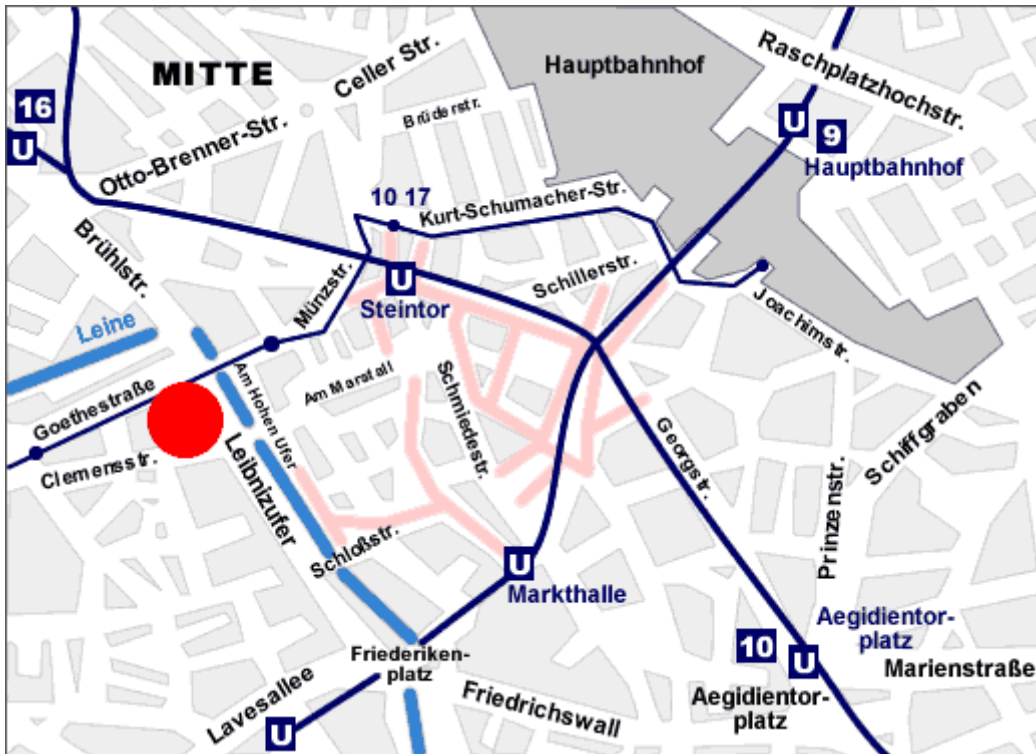 MITTE
Celler Str.
Hauptbahnhof
Raschplatzhochstr.
16
U
Brüderstr.
Otto-Brenner-Str.
U
9
Hauptbahnhof
10 17
Kurt-Schumacher-Str.
Brühlstr.
U
Steintor
Münzstr.
Schillerstr.
Joachimstr.
Leine
Am Marstall
Goethestraße
Am Hohen Ufer
Schmiedestr.
Georgstr.
Schiffgraben
Clemensstr.
Leibnizufer
Prinzenstr.
Schloßstr.
U
Markthalle
Aegidientor-
platz
10
U
Marienstraße
Friederiken-
platz
Aegidientor-
platz
Lavesallee
U
Friedrichswall